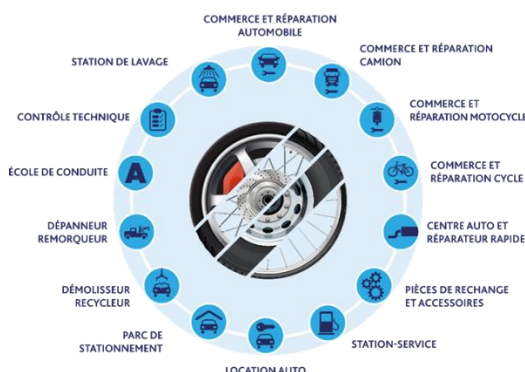 COMMERCE ET RÉPARATION
AUTOMOBILE
COMMERCE ET RÉPARATION
CAMION
COMMERCE ET
RÉPARATION MOTOCYCLE
COMMERCE ET
RÉPARATION CYCLE
CENTRE AUTO ET
RÉPARATEUR RAPIDE
PIÈCES DE RECHANGE
ET ACCESSOIRES
STATION-SERVICE
LOCATION AUTO
PARC DE
STATIONNEMENT
DÉMOLISSEUR
RECYCLEUR
DÉPANNEUR
REMORQUEUR
ÉCOLE DE CONDUITE
A
CONTRÔLE TECHNIQUE
STATION DE LAVAGE